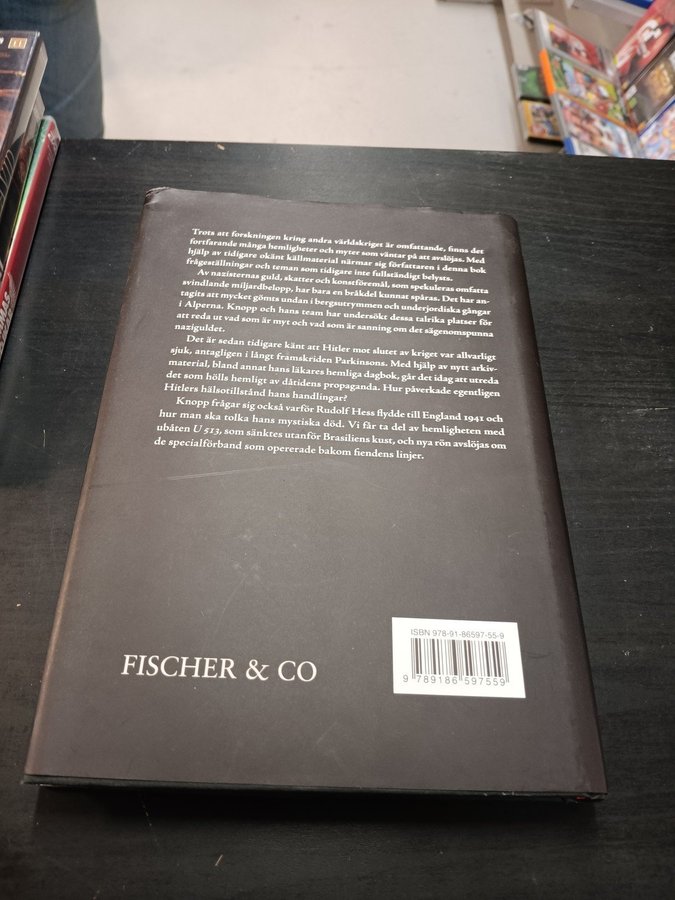 Trots att forskningen kring andra världskriget är omfattande, finns det
fortfarande många hemligheter och myter som väntar på att avslöjas. Med
hjälp av tidigare okänt källmaterial närmar sig författaren i denna bok
frågeställningar och teman som tidigare inte fullständigt belysts.
Av nazisternas guld, skatter och konstföremål, som spekuleras omfatta
svindlande miljardbelopp, har bara en bråkdel kunnat spåras. Det har an-
tagits att mycket gömts undan i bergsutrymmen och underjordiska gångar
i Alperna. Knopp och hans team har undersökt dessa talrika platser för
att reda ut vad som är myt och vad som är sanning om det sägenomspunna
naziguldet.
Det är sedan tidigare känt att Hitler mot slutet av kriget var allvarligt
sjuk, antagligen i långt framskriden Parkinsons. Med hjälp av nytt arkiv-
material, bland annat hans läkares hemliga dagbok, går det idag att utreda
det som hölls hemligt av dåtidens propaganda. Hur påverkade egentligen
Hitlers hälsotillstånd hans handlingar?
Knopp frågar sig också varför Rudolf Hess flydde till England 1941 och
hur man ska tolka hans mystiska död. Vi får ta del av hemligheten med
ubåten U 513, som sänktes utanför Brasiliens kust, och nya rön avslöjas om
de specialförband som opererade bakom fiendens linjer.
FISCHER & CO
ISBN 978-91-86597-55-9
9 789186 597559